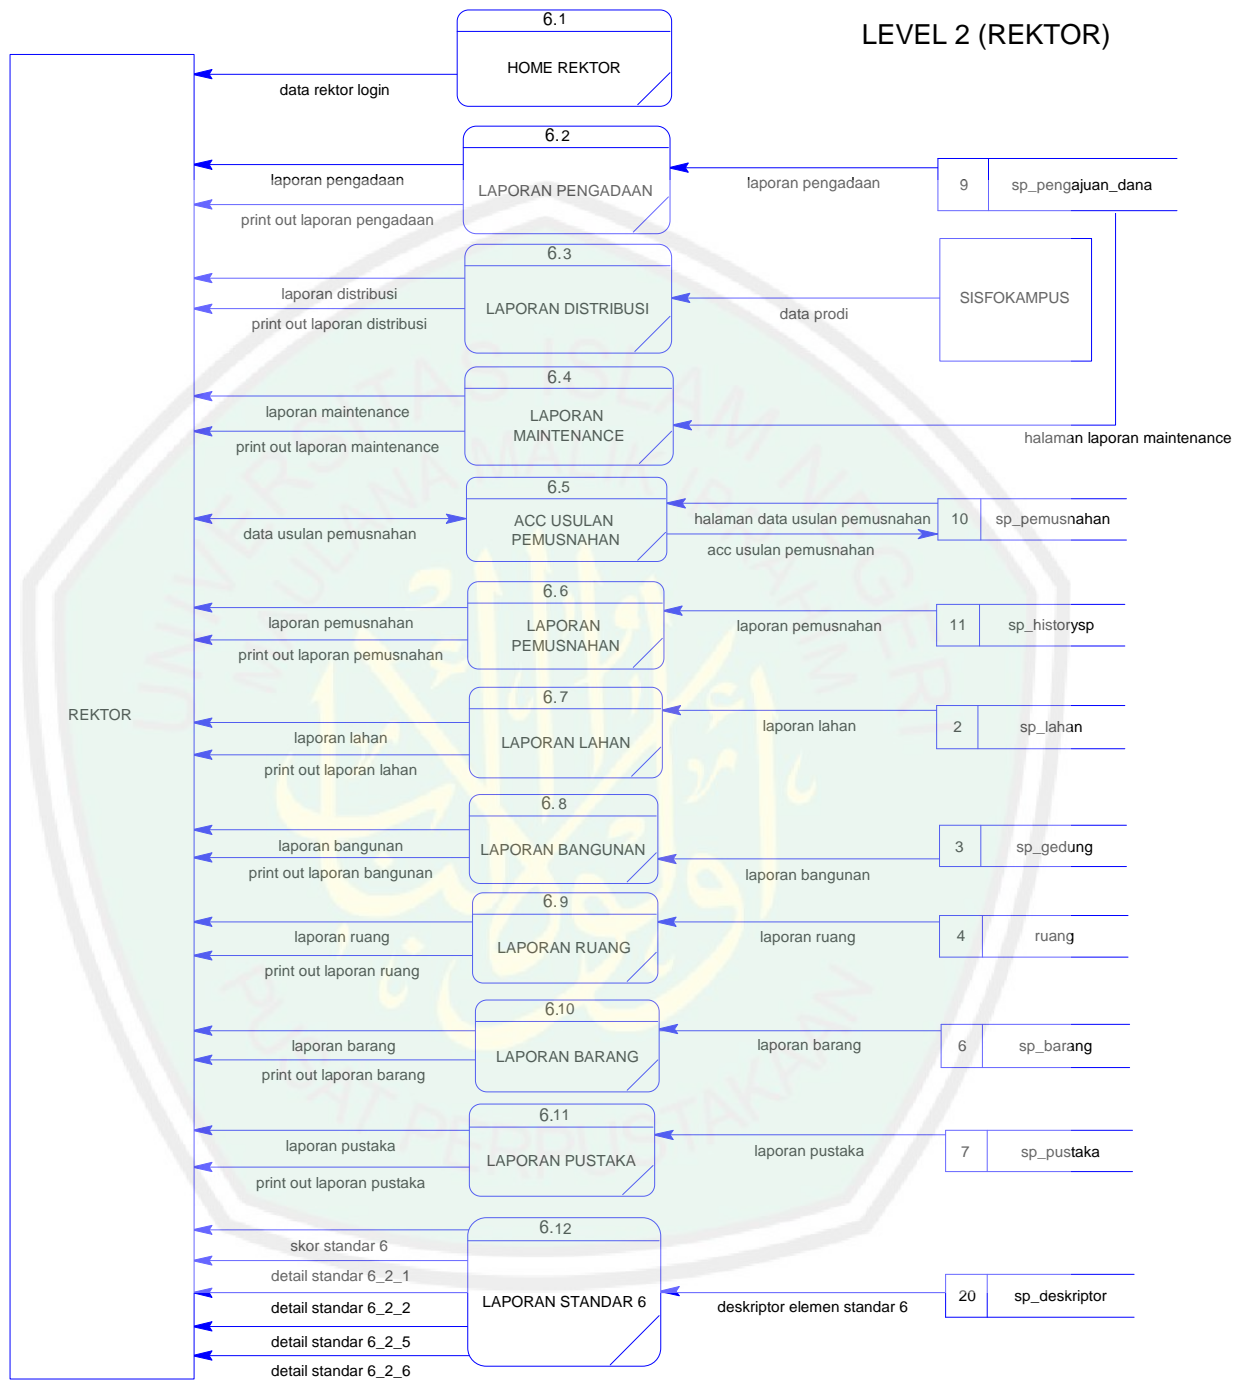 LEVEL 2 (REKTOR)
6.1
HOME REKTOR
data rektor login
6.2
LAPORAN PENGADAAN
laporan pengadaan
print out laporan pengadaan
laporan pengadaan
9 sp_pengajuan_dana
6.3
LAPORAN DISTRIBUSI
laporan distribusi
print out laporan distribusi
data prodi
SISFOKAMPUS
6.4
LAPORAN
MAINTENANCE
laporan maintenance
print out laporan maintenance
halaman laporan maintenance
6.5
ACC USULAN
PEMUSNAHAN
data usulan pemusnahan
halaman data usulan pemusnahan
acc usulan pemusnahan
10 sp_pemusnahan
6.6
LAPORAN
PEMUSNAHAN
laporan pemusnahan
print out laporan pemusnahan
laporan pemusnahan
11 sp_historysp
REKTOR
6.7
LAPORAN LAHAN
laporan lahan
print out laporan lahan
laporan lahan
2 sp_lahan
6.8
LAPORAN BANGUNAN
laporan bangunan
print out laporan bangunan
laporan bangunan
3 sp_gedung
6.9
LAPORAN RUANG
laporan ruang
print out laporan ruang
laporan ruang
4 ruang
6.10
LAPORAN BARANG
laporan barang
print out laporan barang
laporan barang
6 sp_barang
6.11
LAPORAN PUSTAKA
laporan pustaka
print out laporan pustaka
laporan pustaka
7 sp_pustaka
6.12
LAPORAN STANDAR 6
skor standar 6
detail standar 6_2_1
detail standar 6_2_2
detail standar 6_2_5
detail standar 6_2_6
deskriptor elemen standar 6
20 sp_deskriptor
UNIVERSITAS ISLAM NEGERI
MAULANA MALIK IBRAHIM
PUSAT PERPUSTAKAAN